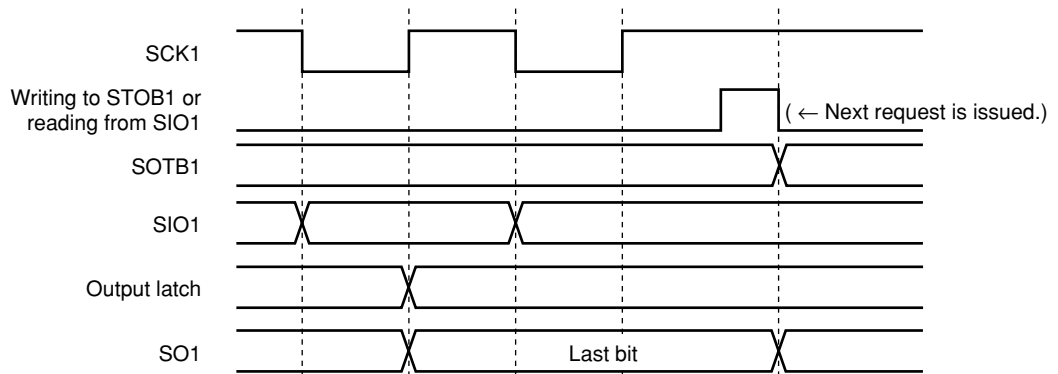 SCK1
Writing to STOB1 or
reading from SIO1
( ← Next request is issued.)
SOTB1
SIO1
Output latch
SO1
Last bit